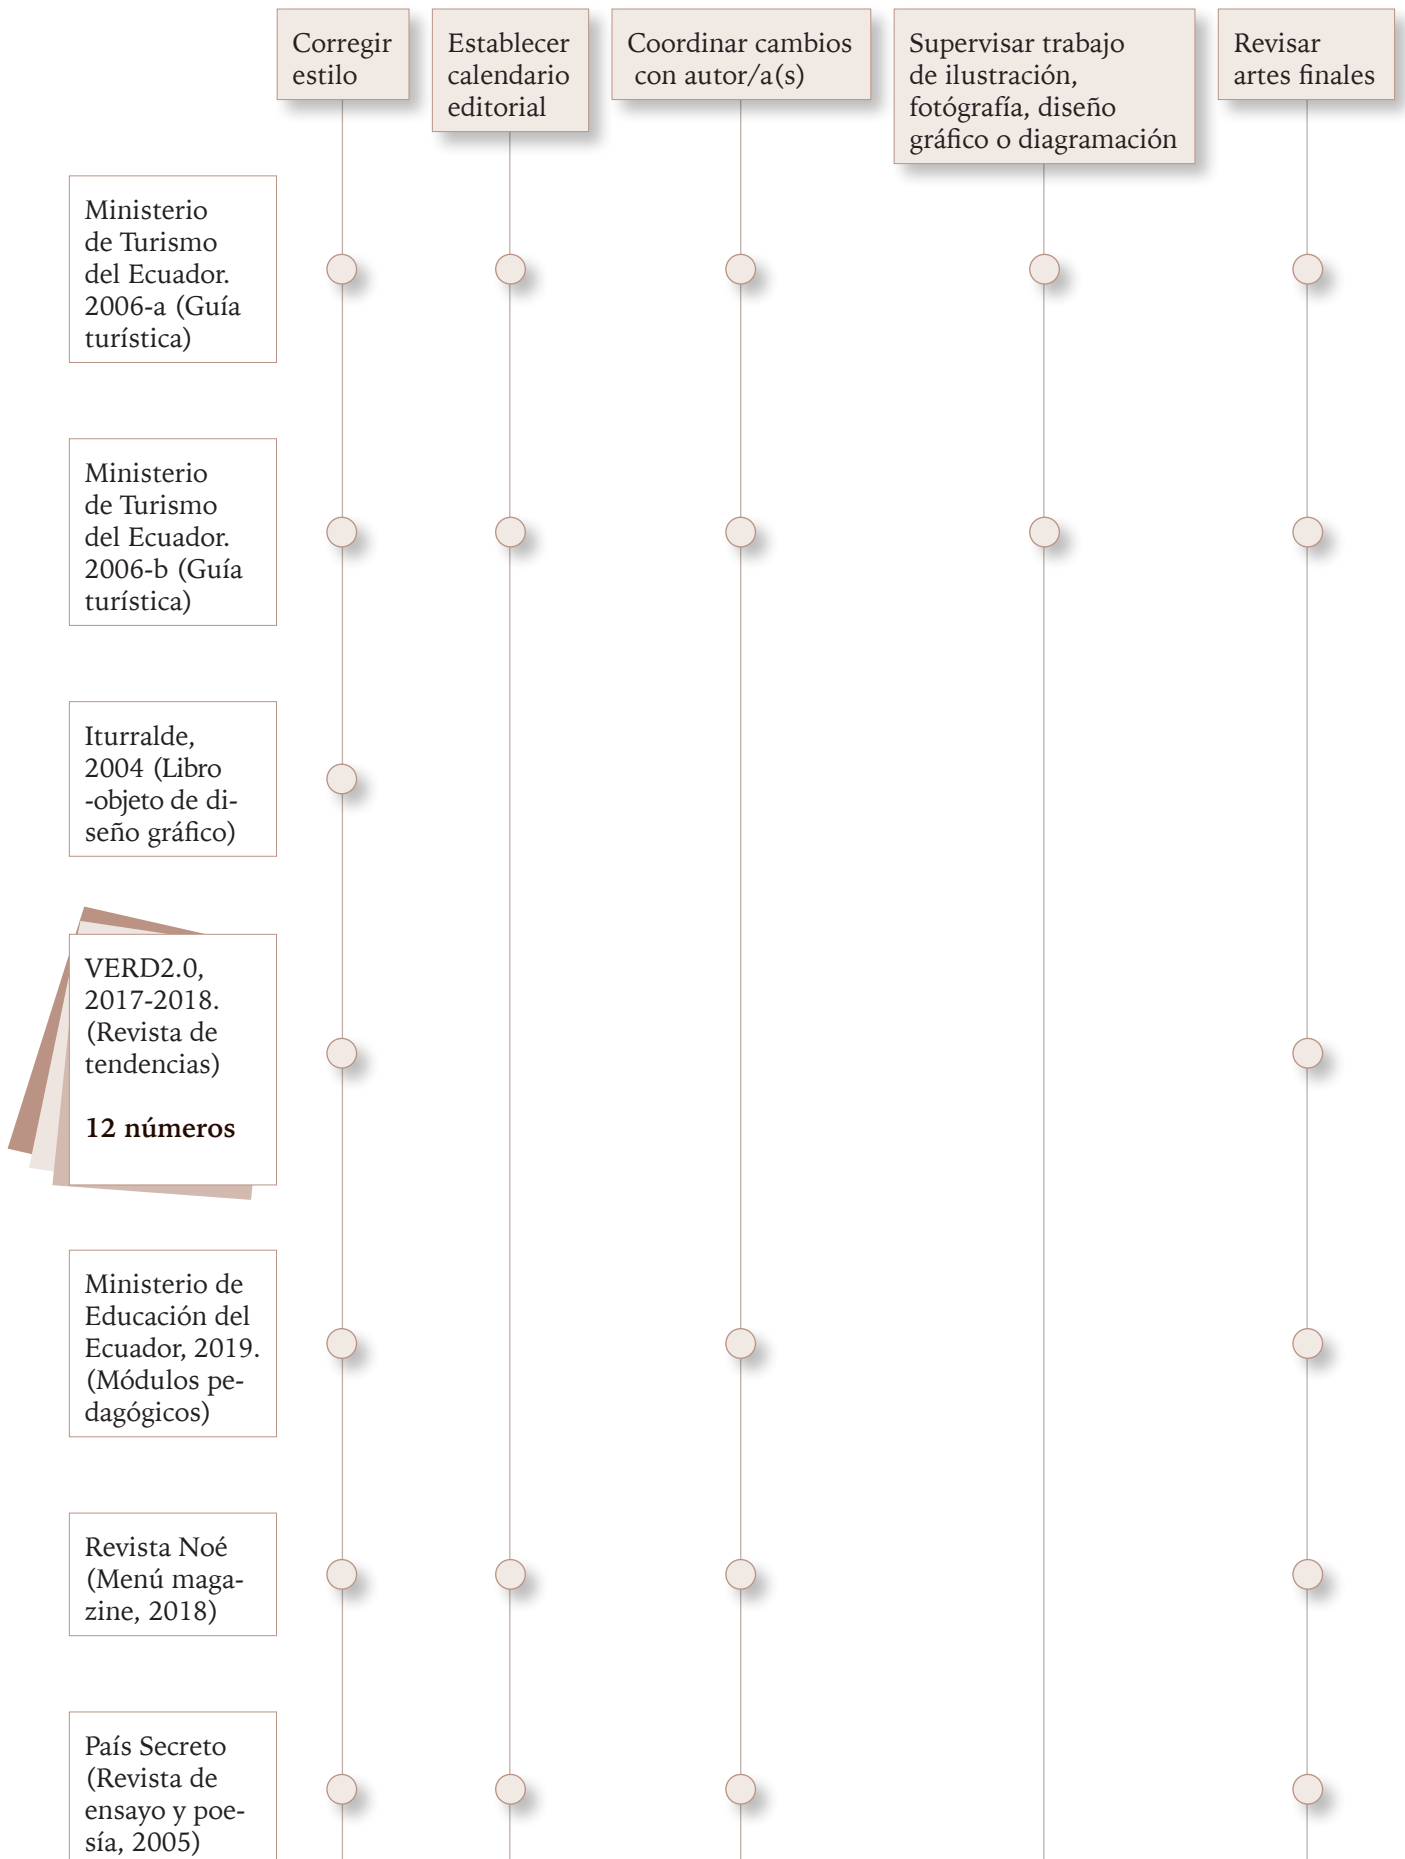 Corregir
estilo
Establecer
calendario
editorial
Coordinar cambios
con autor/a(s)
Supervisar trabajo
de ilustración,
fotógrafía, diseño
gráfico o diagramación
Revisar
artes finales
Ministerio
de Turismo
del Ecuador.
2006-a (Guía
turística)
Ministerio
de Turismo
del Ecuador.
2006-b (Guía
turística)
Iturralde,
2004 (Libro
-objeto de di-
seño gráfico)
VERD2.0,
2017-2018.
(Revista de
tendencias)
12 números
Ministerio de
Educación del
Ecuador, 2019.
(Módulos pe-
dagógicos)
Revista Noé
(Menú maga-
zine, 2018)
País Secreto
(Revista de
ensayo y poe-
sía, 2005)